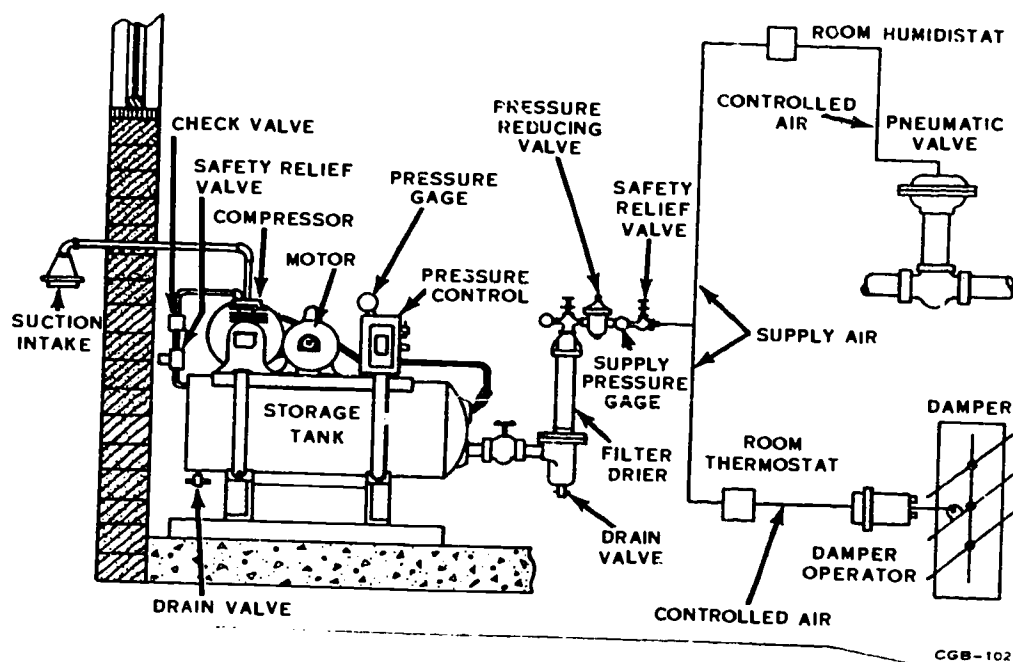 ROOM HUMIDISTAT
CONTROLLED
AIR
PNEUMATIC
VALVE
PRESSURE
REDUCING
VALVE
CHECK VALVE
SAFETY RELIEF
VALVE
PRESSURE
GAGE
SAFETY
RELIEF
VALVE
COMPRESSOR
MOTOR
PRESSURE
CONTROL
SUCTION
INTAKE
SUPPLY AIR
SUPPLY
PRESSURE
GAGE
STORAGE
TANK
DAMPER
FILTER
DRIER
ROOM
THERMOSTAT
DRAIN
VALVE
DAMPER
OPERATOR
DRAIN VALVE
CONTROLLED AIR
CGB-102